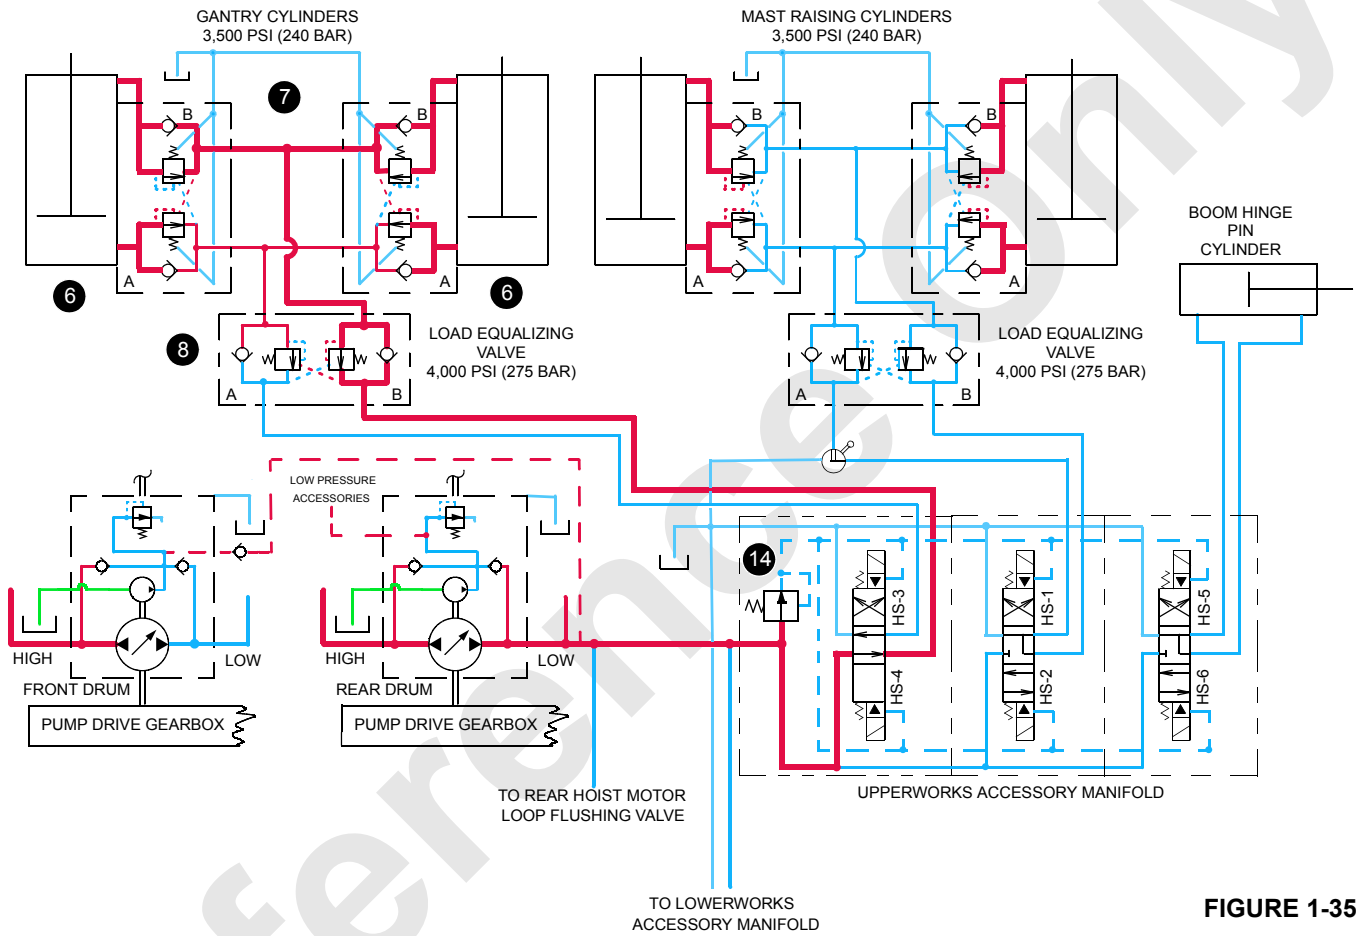 GANTRY CYLINDERS
3,500 PSI (240 BAR)
MAST RAISING CYLINDERS
3,500 PSI (240 BAR)
7
B
B
B
B
BOOM HINGE
PIN
CYLINDER
A
A
A
A
6
6
8
LOAD EQUALIZING
VALVE
4,000 PSI (275 BAR)
LOAD EQUALIZING
VALVE
4,000 PSI (275 BAR)
A
B
A
B
LOW PRESSURE
ACCESSORIES
14
HS-3
HS-1
HS-5
HS-4
HS-2
HS-6
HIGH
LOW
HIGH
LOW
FRONT DRUM
REAR DRUM
PUMP DRIVE GEARBOX
PUMP DRIVE GEARBOX
TO REAR HOIST MOTOR
LOOP FLUSHING VALVE
UPPERWORKS ACCESSORY MANIFOLD
TO LOWERWORKS
ACCESSORY MANIFOLD
FIGURE 1-35
ference Only